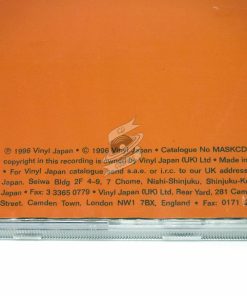 ℗ 1996 Vinyl Japan • © 1996 Vinyl Japan • Catalogue No MASKCD
copyright in this recording is owned by Vinyl Japan (UK) Ltd • Made in
• For Vinyl Japan catalogue send s.a.e. or i.r.c. to our UK address
Japan, Seiwa Bldg 2F 4-9, 7 Chome, Nishi-Shinjuku, Shinjuku-Ku
Japan • Fax 3 3365 0779 • Vinyl Japan (UK) Ltd, Rear Yard, 281 Cam
Street, Camden Town, London NW1 7BX, England • Fax 0171